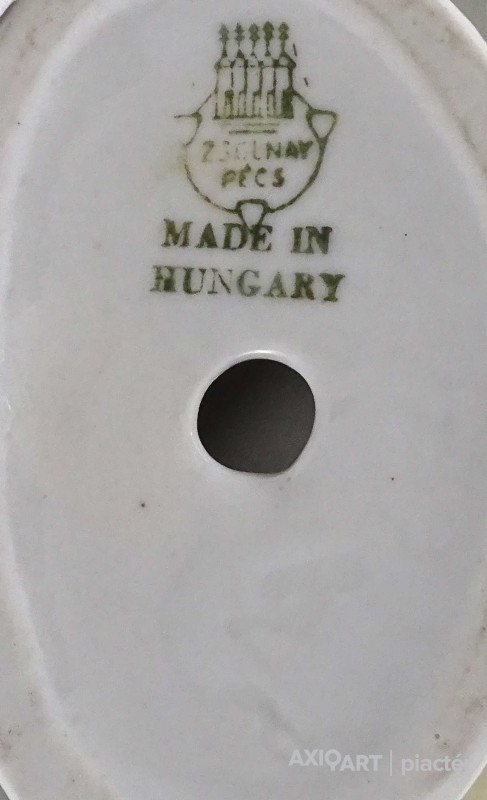 ZSOLNAY
PÉCS
MADE IN
HUNGARY
AXIOART | piacté